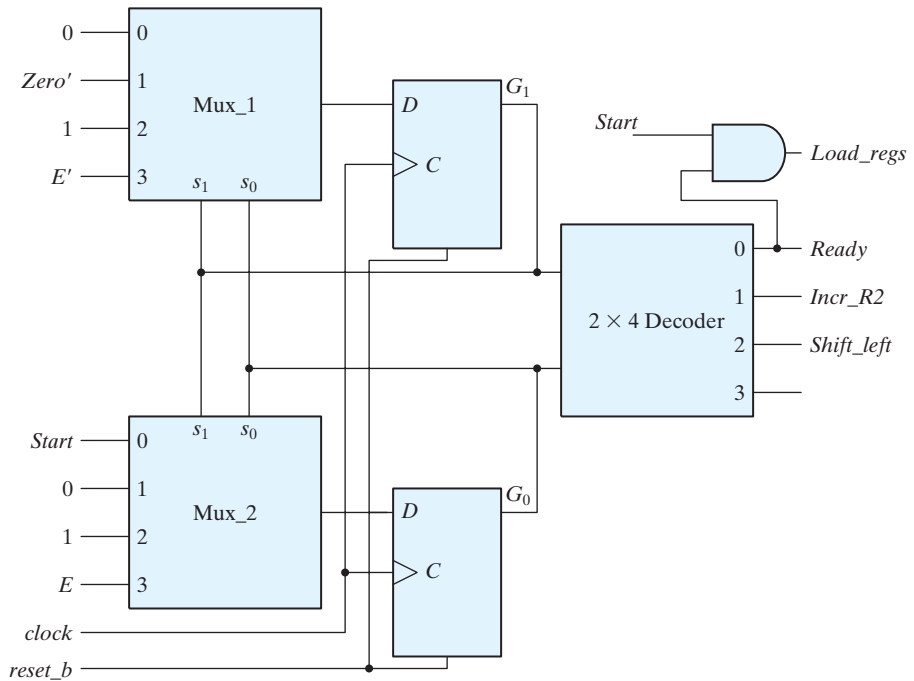 0 0
Zero′ 1
Mux_1
1 2
E′ 3
s₁ s₀
D
C
G₁
Start
Load_regs
0 Ready
1 Incr_R2
2 × 4 Decoder
2 Shift_left
3
s₁ s₀
Start 0
0 1
Mux_2
1 2
E 3
D
C
G₀
clock
reset_b